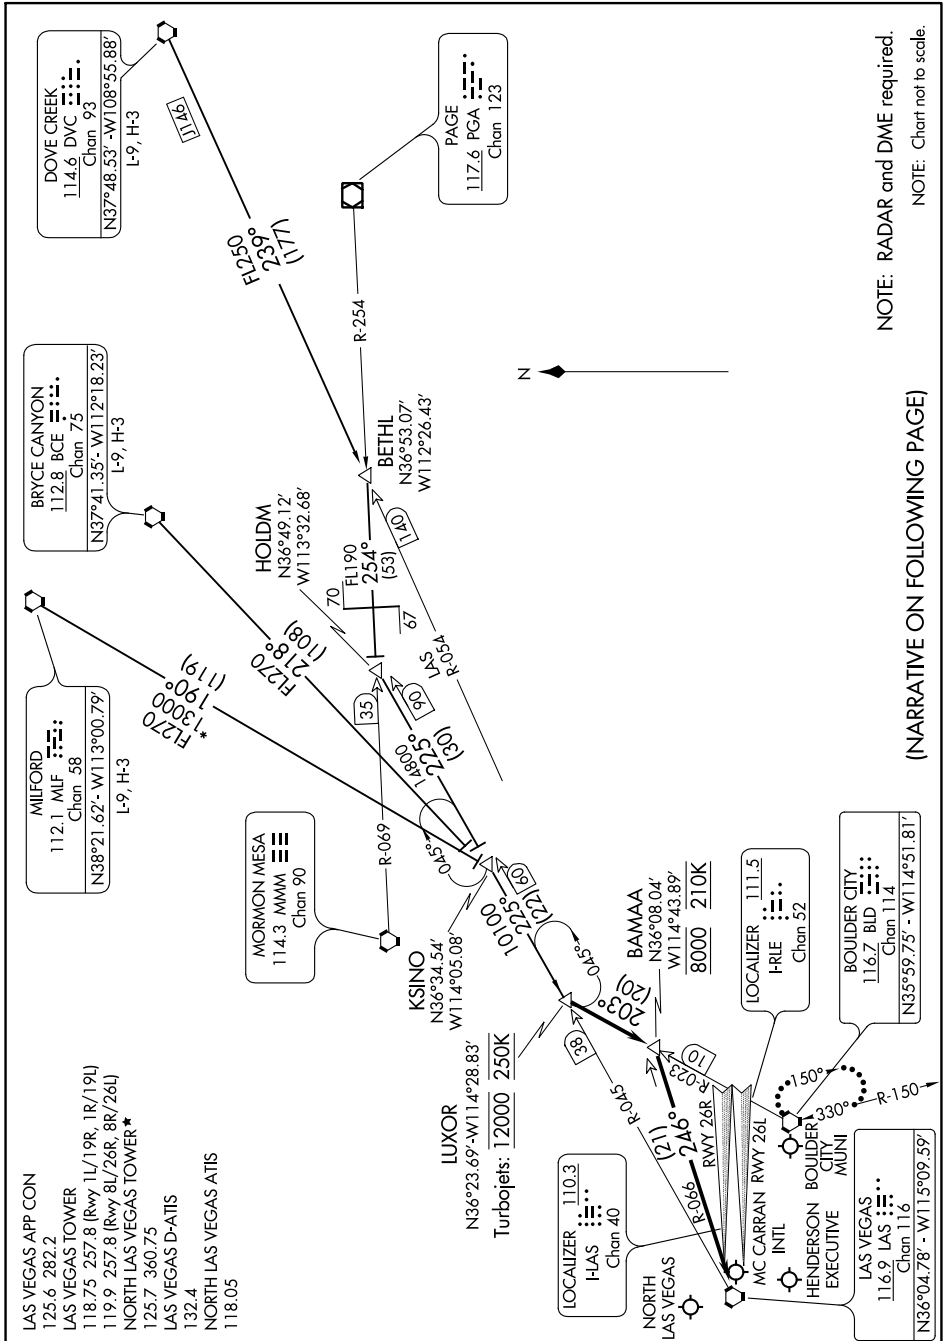 LAS VEGAS APP CON
125.6 282.2
LAS VEGAS TOWER
118.75 257.8 (Rwy 1L/19R, 1R/19L)
119.9 257.8 (Rwy 8L/26R, 8R/26L)
NORTH LAS VEGAS TOWER★
125.7 360.75
LAS VEGAS D-ATIS
132.4
NORTH LAS VEGAS ATIS
118.05
MILFORD
112.1 MLF
Chan 58
N38°21.62'- W113°00.79'
L-9, H-3
BRYCE CANYON
112.8 BCE
Chan 75
N37°41.35'- W112°18.23'
L-9, H-3
DOVE CREEK
114.6 DVC
Chan 93
N37°48.53' -W108°55.88'
L-9, H-3
J146
FL250
239°
(177)
FL270
*13000
190°
(119)
FL270
218°
(108)
MORMON MESA
114.3 MMM
Chan 90
R-069
35
HOLDM
N36°49.12'
W113°32.68'
70
67
FL190
254°
(53)
BETHL
N36°53.07'
W112°26.43'
R-254
PAGE
117.6 PGA
Chan 123
140
LAS
R-054
90
14800
225°
(30)
045°
KSINO
N36°34.54'
W114°05.08'
60
10100
225°
(22)
045°
LUXOR
N36°23.69'-W114°28.83'
Turbojets: 12000 250K
38
R-045
203°
(20)
BAMAA
N36°08.04'
W114°43.89'
8000 210K
10
R-023
(21)
246°
R-066
LOCALIZER 110.3
I-LAS
Chan 40
LOCALIZER 111.5
I-RLE
Chan 52
RWY 26R
RWY 26L
NORTH
LAS VEGAS
MC CARRAN
INTL
HENDERSON
EXECUTIVE
BOULDER
CITY
MUNI
BOULDER CITY
116.7 BLD
Chan 114
N35°59.75' - W114°51.81'
150°
330°
R-150
LAS VEGAS
116.9 LAS
Chan 116
N36°04.78' - W115°09.59'
N
NOTE: RADAR and DME required.
NOTE: Chart not to scale.
(NARRATIVE ON FOLLOWING PAGE)